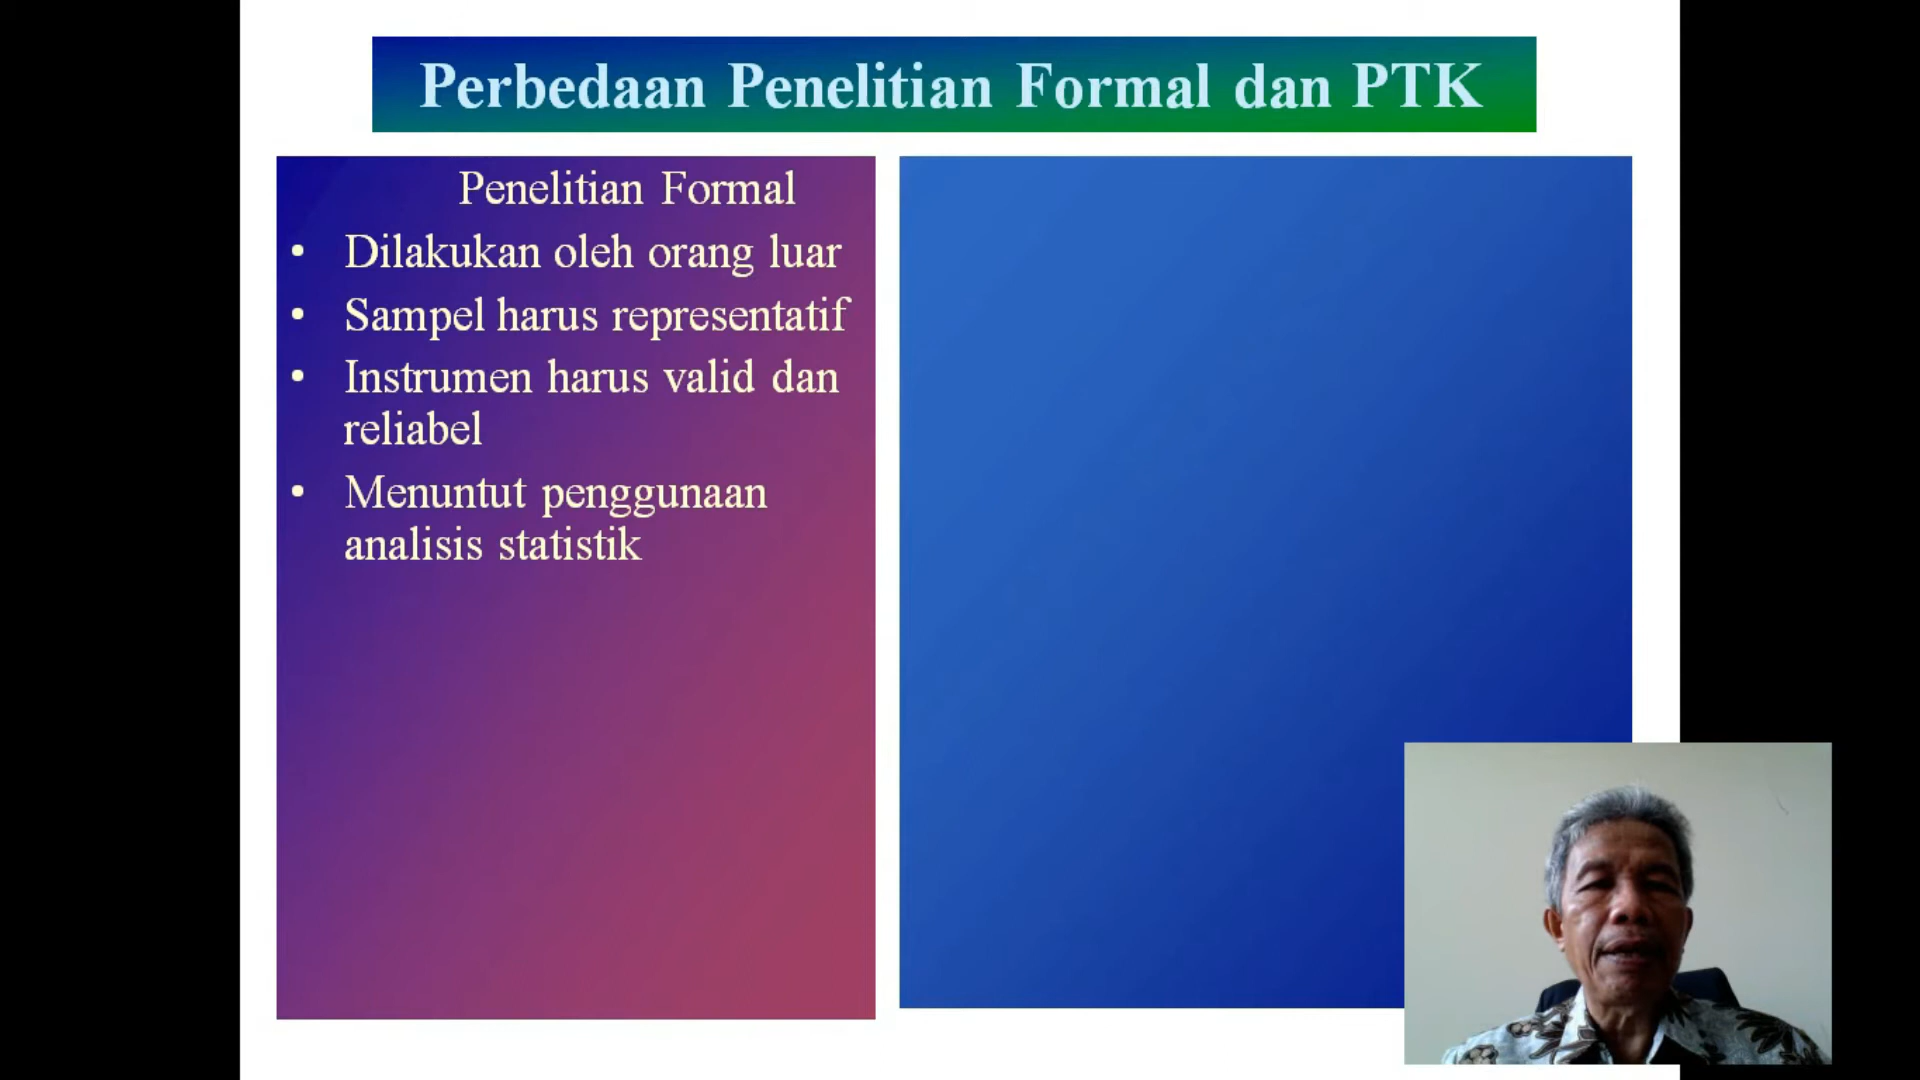 Perbedaan Penelitian Formal dan PTK
Penelitian Formal
• Dilakukan oleh orang luar
• Sampel harus representatif
• Instrumen harus valid dan
reliabel
• Menuntut penggunaan
analisis statistik